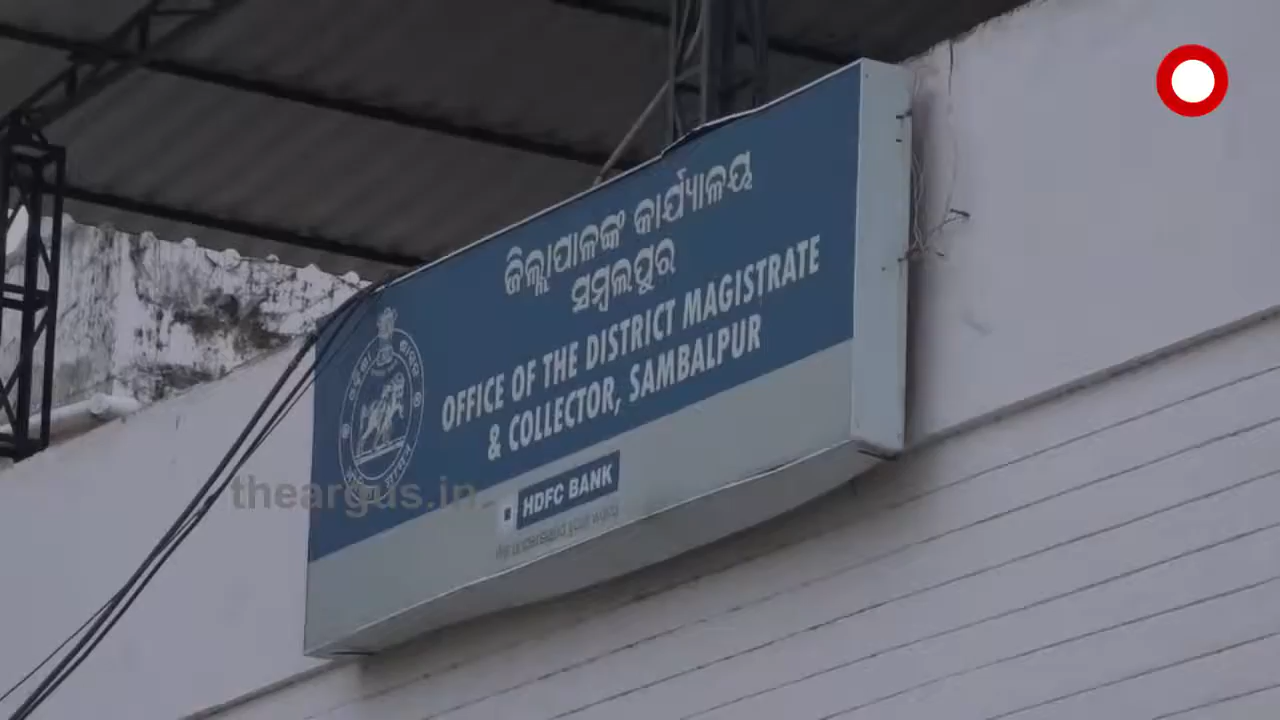 ଜିଲ୍ଲାପାଳଙ୍କ କାର୍ଯ୍ୟାଳୟ
ସମ୍ବଲପୁର
OFFICE OF THE DISTRICT MAGISTRATE
& COLLECTOR, SAMBALPUR
HDFC BANK
We understand your world
theargus.in